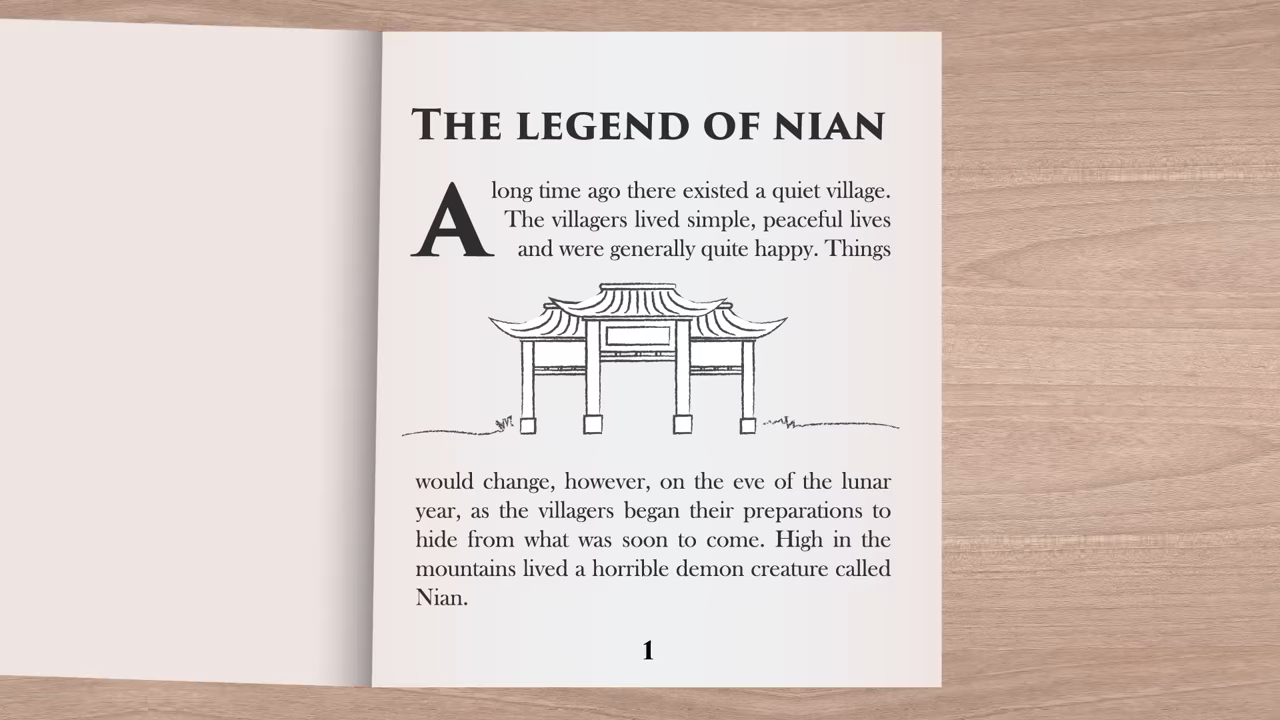 THE LEGEND OF NIAN
A long time ago there existed a quiet village.
The villagers lived simple, peaceful lives
and were generally quite happy. Things
would change, however, on the eve of the lunar
year, as the villagers began their preparations to
hide from what was soon to come. High in the
mountains lived a horrible demon creature called
Nian.
1